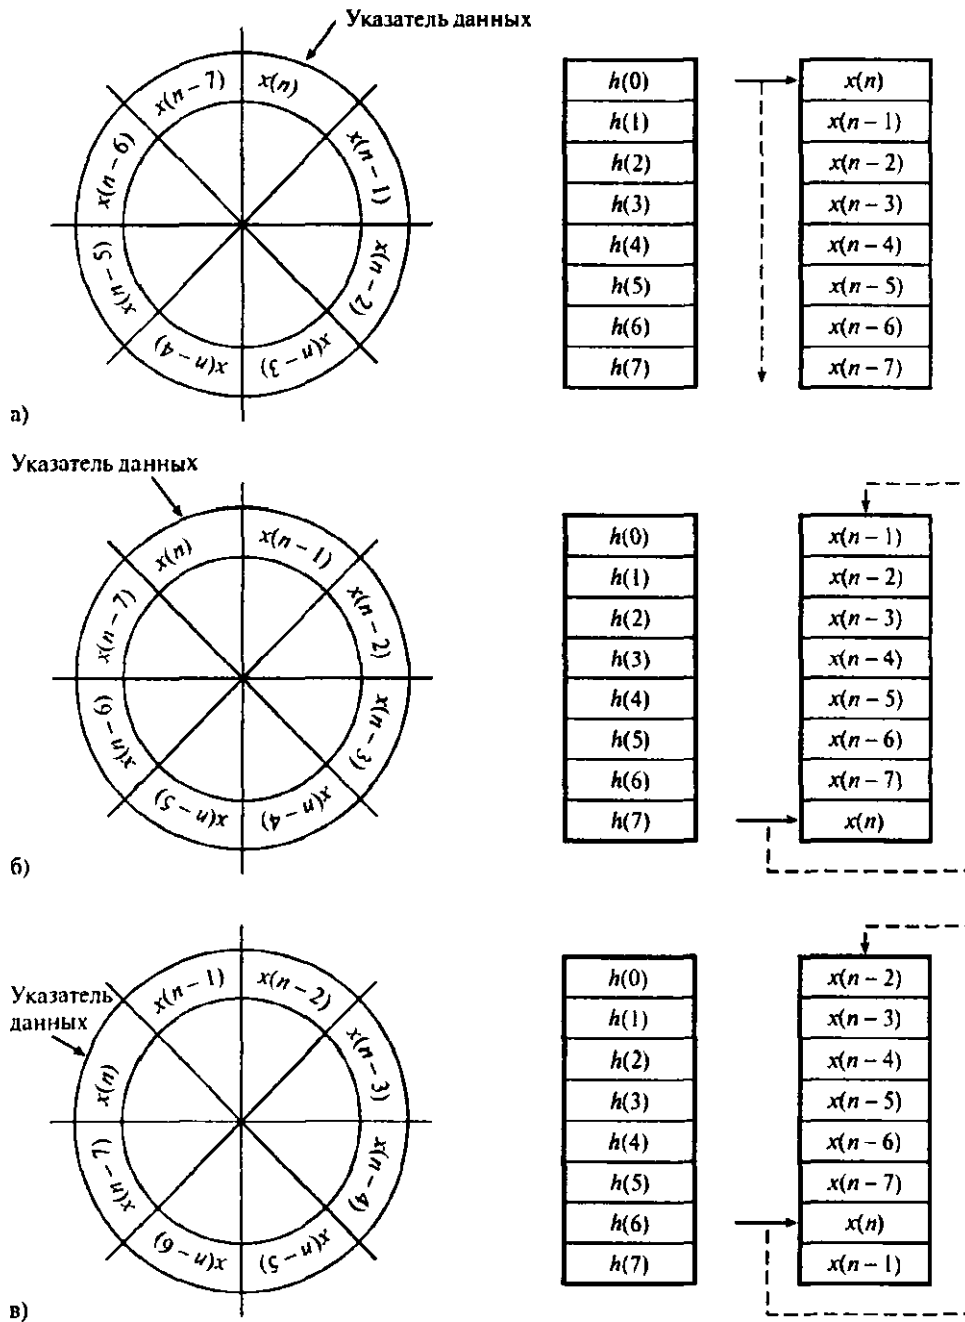 Указатель данных
x(n − 7)
x(n)
x(n − 6)
x(n − 1)
x(n − 5)
x(n − 2)
x(n − 4)
x(n − 3)
h(0)
h(1)
h(2)
h(3)
h(4)
h(5)
h(6)
h(7)
x(n)
x(n − 1)
x(n − 2)
x(n − 3)
x(n − 4)
x(n − 5)
x(n − 6)
x(n − 7)
а)
Указатель данных
x(n)
x(n − 1)
x(n − 7)
x(n − 2)
x(n − 6)
x(n − 3)
x(n − 5)
x(n − 4)
h(0)
h(1)
h(2)
h(3)
h(4)
h(5)
h(6)
h(7)
x(n − 1)
x(n − 2)
x(n − 3)
x(n − 4)
x(n − 5)
x(n − 6)
x(n − 7)
x(n)
б)
Указатель
данных
x(n − 1)
x(n − 2)
x(n)
x(n − 3)
x(n − 7)
x(n − 4)
x(n − 6)
x(n − 5)
h(0)
h(1)
h(2)
h(3)
h(4)
h(5)
h(6)
h(7)
x(n − 2)
x(n − 3)
x(n − 4)
x(n − 5)
x(n − 6)
x(n − 7)
x(n)
x(n − 1)
в)